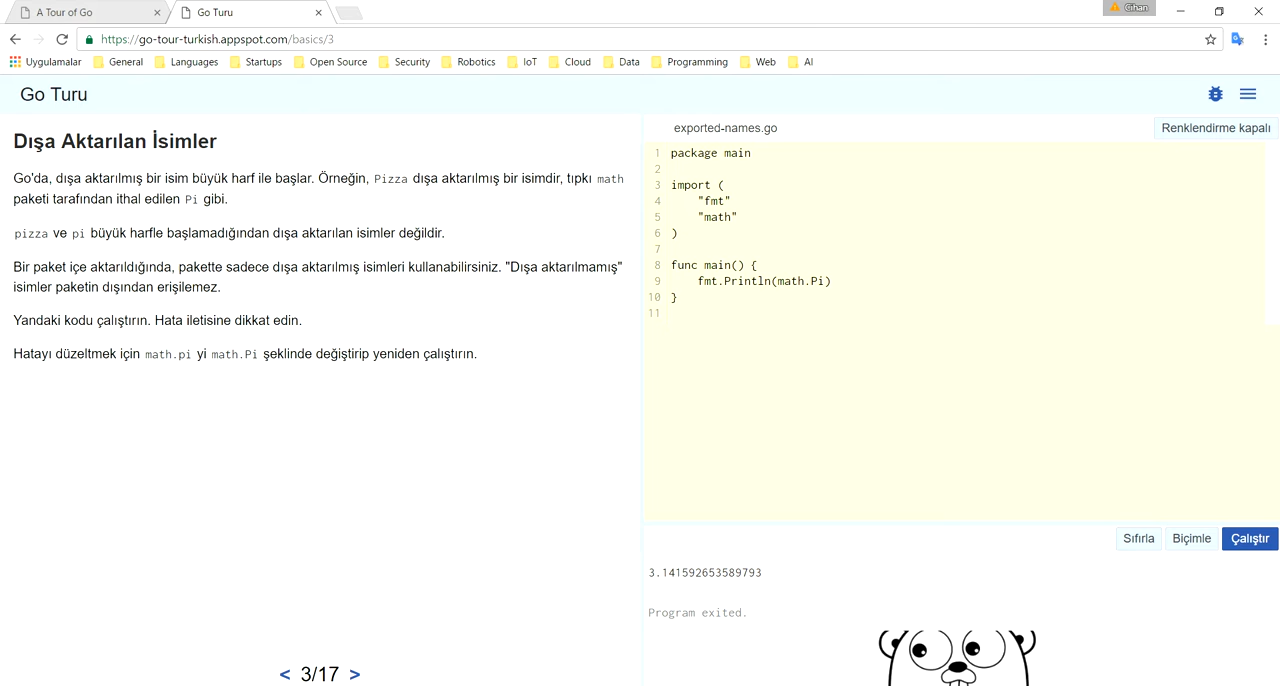 A Tour of Go
Go Turu
Cihan
https://go-tour-turkish.appspot.com/basics/3
Uygulamalar General Languages Startups Open Source Security Robotics IoT Cloud Data Programming Web AI
Go Turu
Dışa Aktarılan İsimler
Go'da, dışa aktarılmış bir isim büyük harf ile başlar. Örneğin, Pizza dışa aktarılmış bir isimdir, tıpkı math
paketi tarafından ithal edilen Pi gibi.
pizza ve pi büyük harfle başlamadığından dışa aktarılan isimler değildir.
Bir paket içe aktarıldığında, pakette sadece dışa aktarılmış isimleri kullanabilirsiniz. "Dışa aktarılmamış"
isimler paketin dışından erişilemez.
Yandaki kodu çalıştırın. Hata iletisine dikkat edin.
Hatayı düzeltmek için math.pi yi math.Pi şeklinde değiştirip yeniden çalıştırın.
< 3/17 >
exported-names.go
Renklendirme kapalı
1 package main
2
3 import (
4 "fmt"
5 "math"
6 )
7
8 func main() {
9 fmt.Println(math.Pi)
10 }
11
Sıfırla Biçimle Çalıştır
3.141592653589793
Program exited.